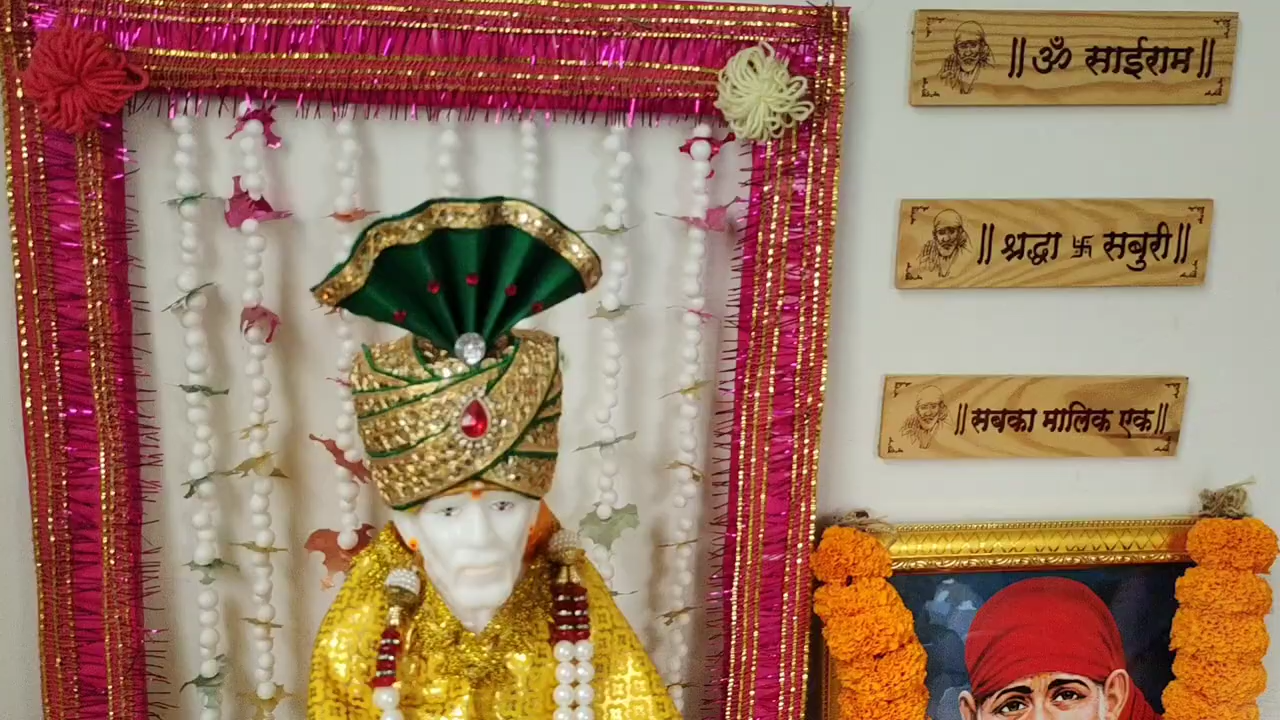 ॥ ॐ साईराम ॥
॥ श्रद्धा 卐 सबुरी ॥
॥ सबका मालिक एक ॥